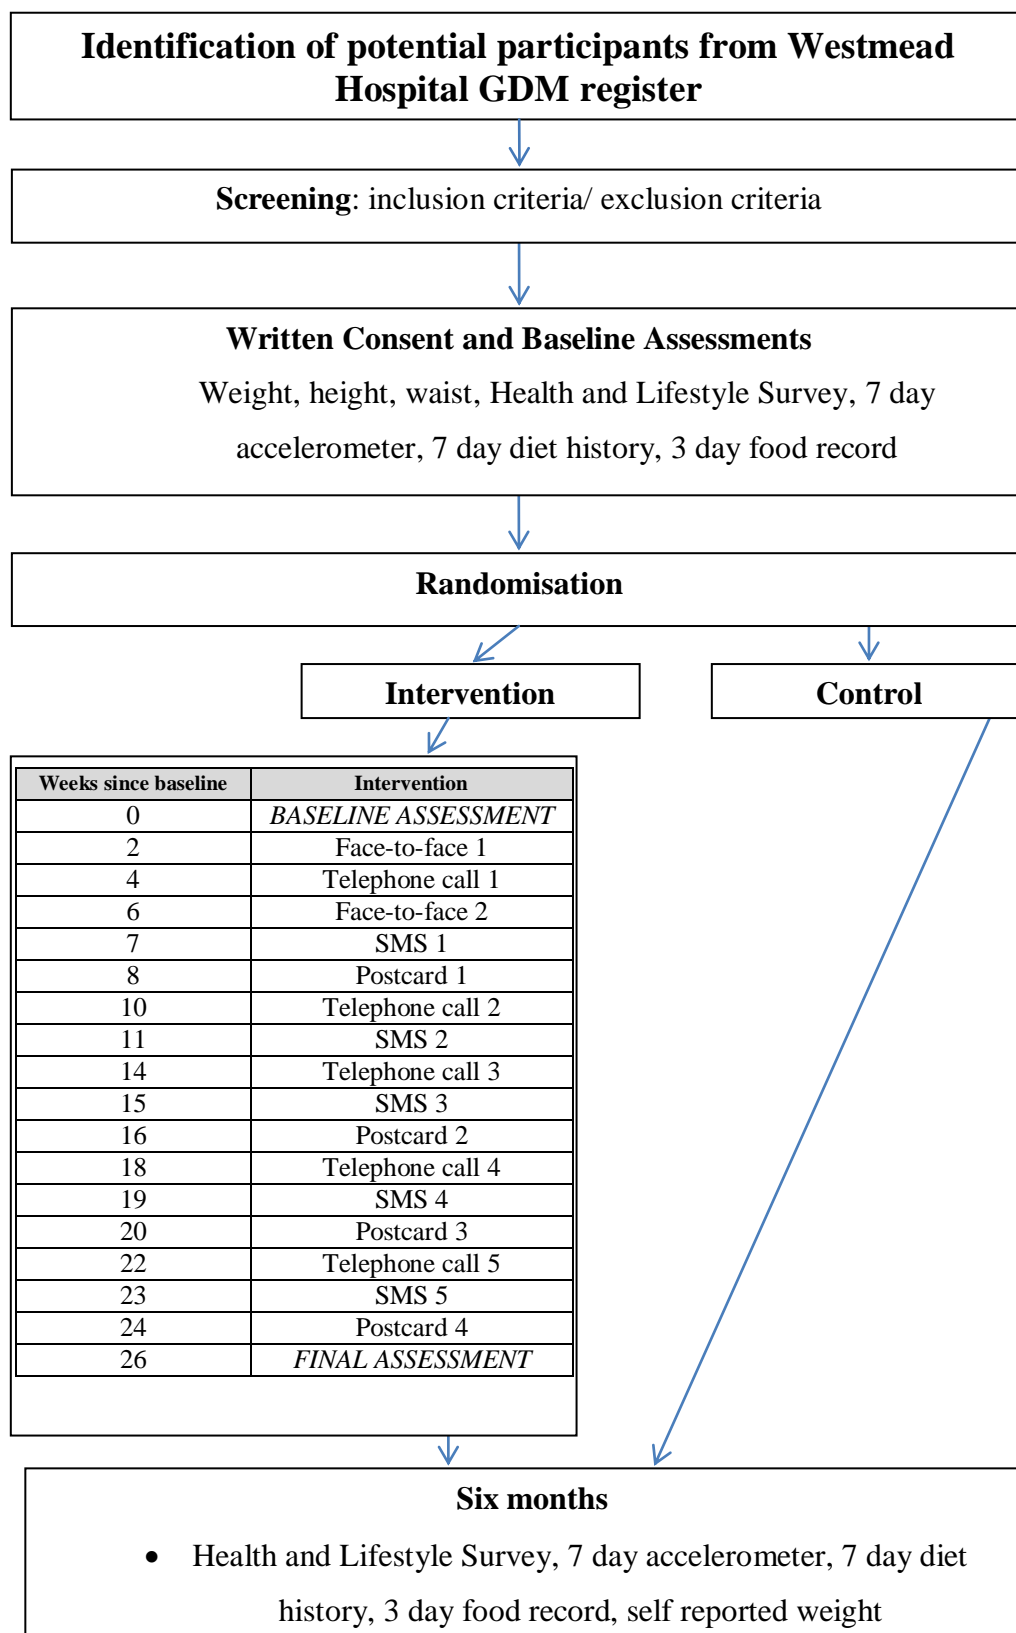 Identification of potential participants from Westmead
Hospital GDM register
Screening: inclusion criteria/ exclusion criteria
Written Consent and Baseline Assessments
Weight, height, waist, Health and Lifestyle Survey, 7 day
accelerometer, 7 day diet history, 3 day food record
Randomisation
Intervention
Control
Weeks since baseline Intervention
0 BASELINE ASSESSMENT
2 Face-to-face 1
4 Telephone call 1
6 Face-to-face 2
7 SMS 1
8 Postcard 1
10 Telephone call 2
11 SMS 2
14 Telephone call 3
15 SMS 3
16 Postcard 2
18 Telephone call 4
19 SMS 4
20 Postcard 3
22 Telephone call 5
23 SMS 5
24 Postcard 4
26 FINAL ASSESSMENT
Six months
• Health and Lifestyle Survey, 7 day accelerometer, 7 day diet
history, 3 day food record, self reported weight